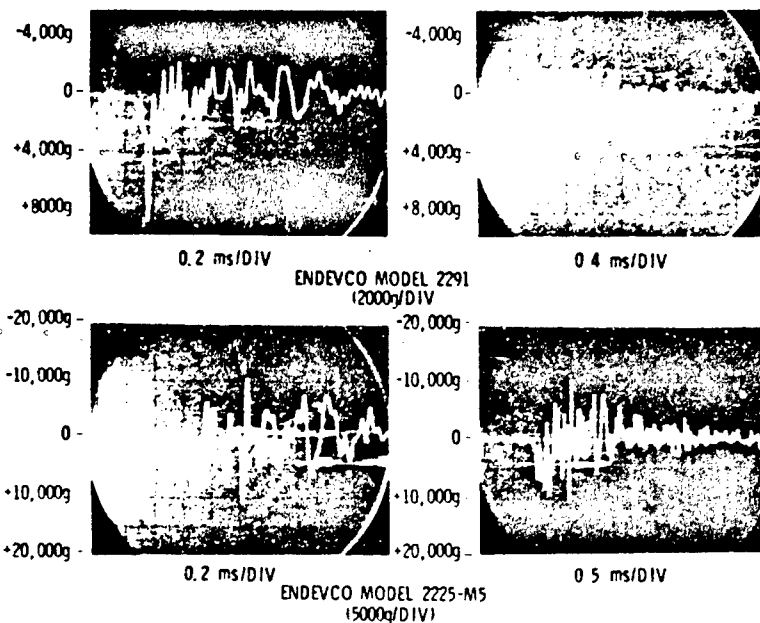 -4,000g -4,000g
0 - 0 -
+4,000g - +4,000g -
+8000g +8,000g -
0.2 ms/DIV 0 4 ms/DIV
ENDEVCO MODEL 2291
(2000g/DIV
-20,000g - -20,000g -
-10,000g - -10,000g -
0 - 0 -
+10,000g - +10,000g -
+20,000g - +20,000g -
0.2 ms/DIV 0 5 ms/DIV
ENDEVCO MODEL 2225-M5
(5000g/DIV)